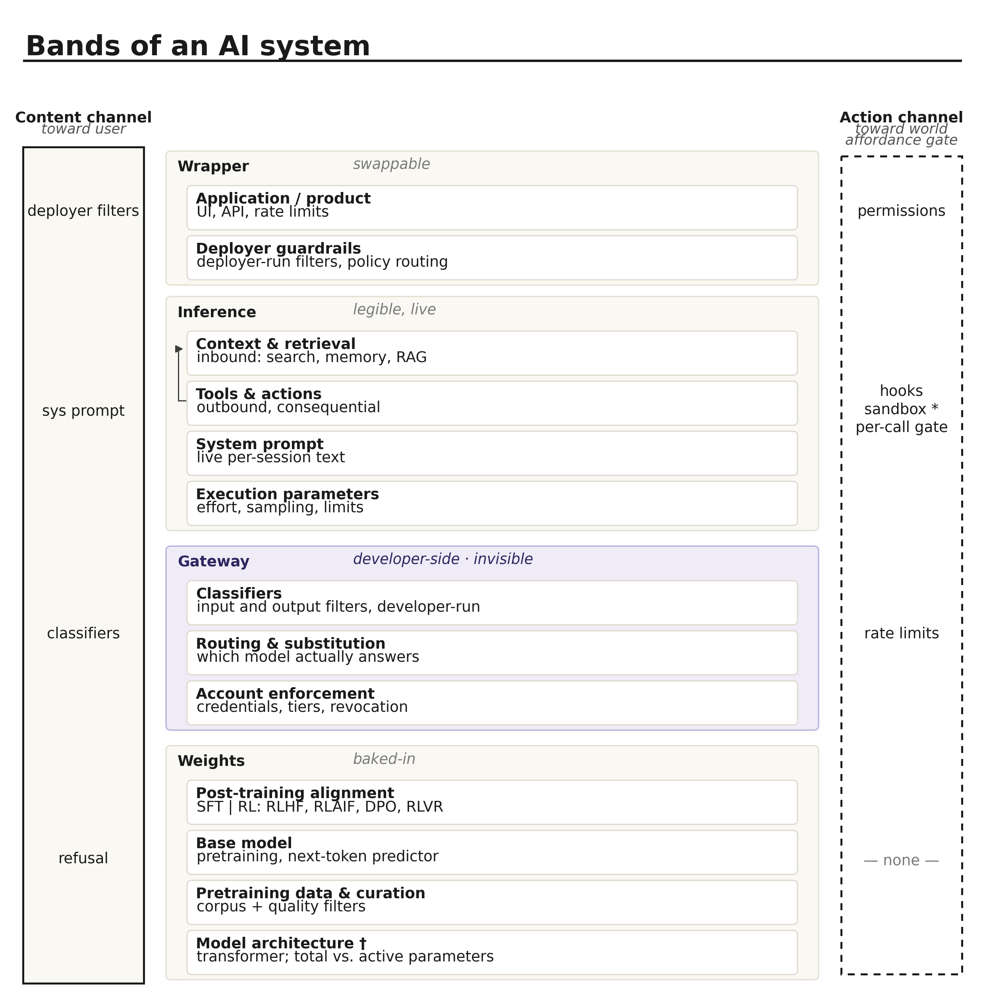 Bands of an AI system
Content channel
toward user
Action channel
toward world
affordance gate
deployer filters
sys prompt
classifiers
refusal
Wrapper
swappable
Application / product
UI, API, rate limits
Deployer guardrails
deployer-run filters, policy routing
Inference
legible, live
Context & retrieval
inbound: search, memory, RAG
Tools & actions
outbound, consequential
System prompt
live per-session text
Execution parameters
effort, sampling, limits
Gateway
developer-side · invisible
Classifiers
input and output filters, developer-run
Routing & substitution
which model actually answers
Account enforcement
credentials, tiers, revocation
Weights
baked-in
Post-training alignment
SFT | RL: RLHF, RLAIF, DPO, RLVR
Base model
pretraining, next-token predictor
Pretraining data & curation
corpus + quality filters
Model architecture †
transformer; total vs. active parameters
permissions
hooks
sandbox *
per-call gate
rate limits
— none —